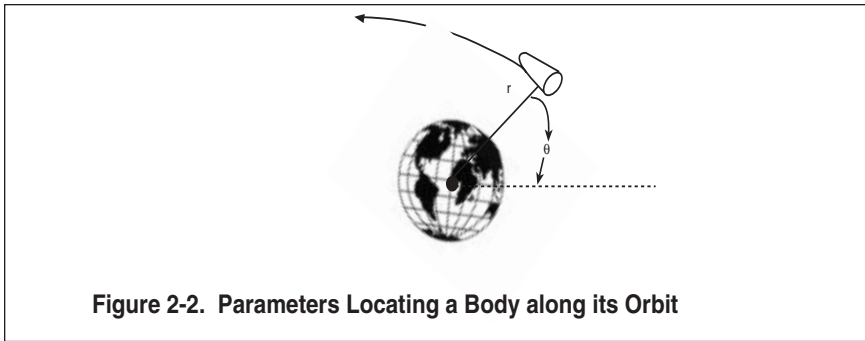 r
θ
Figure 2-2. Parameters Locating a Body along its Orbit